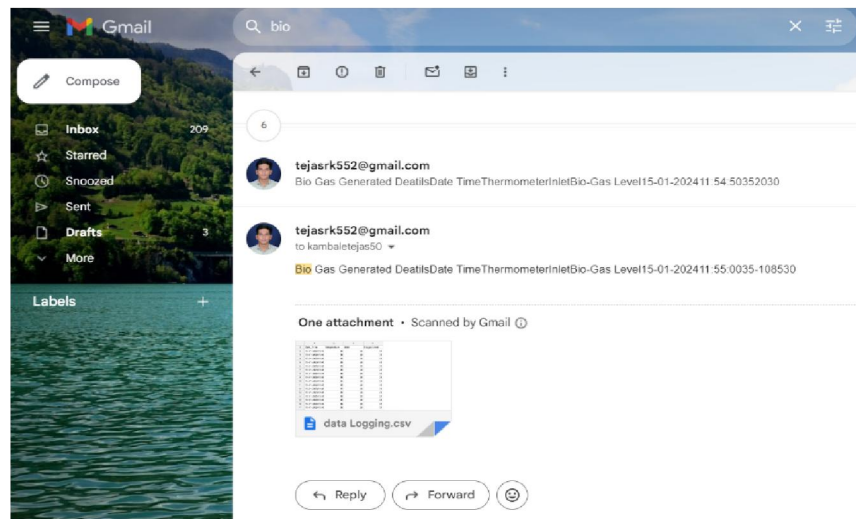 Gmail
bio
Compose
Inbox 209
Starred
Snoozed
Sent
Drafts 3
More
Labels +
6
tejasrk552@gmail.com
Bio Gas Generated DeatilsDate TimeThermometerInletBio-Gas Level15-01-202411:54:50352030
tejasrk552@gmail.com
to kambaletejas50
Bio Gas Generated DeatilsDate TimeThermometerInletBio-Gas Level15-01-202411:55:0035-108530
One attachment • Scanned by Gmail
data Logging.csv
Reply
Forward